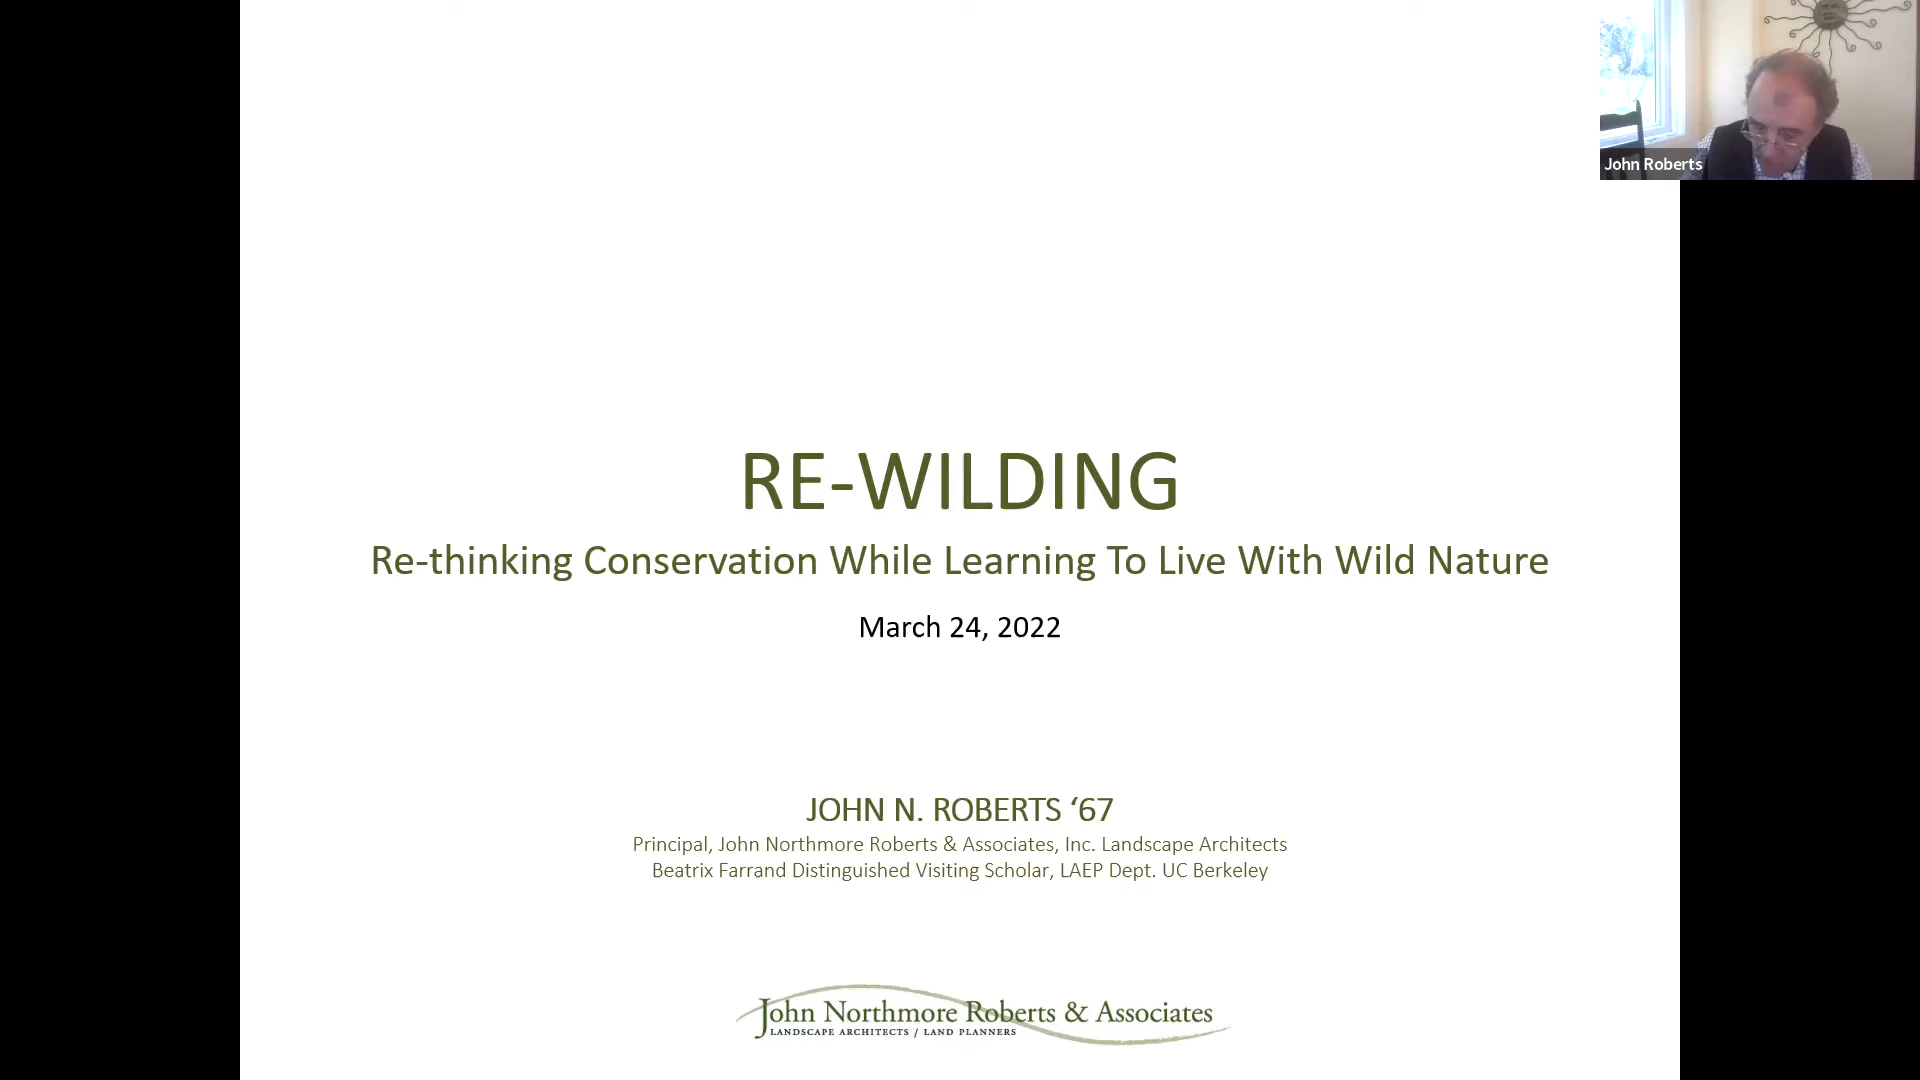 John Roberts
RE-WILDING
Re-thinking Conservation While Learning To Live With Wild Nature
March 24, 2022
JOHN N. ROBERTS ‘67
Principal, John Northmore Roberts & Associates, Inc. Landscape Architects
Beatrix Farrand Distinguished Visiting Scholar, LAEP Dept. UC Berkeley
John Northmore Roberts & Associates
LANDSCAPE ARCHITECTS / LAND PLANNERS